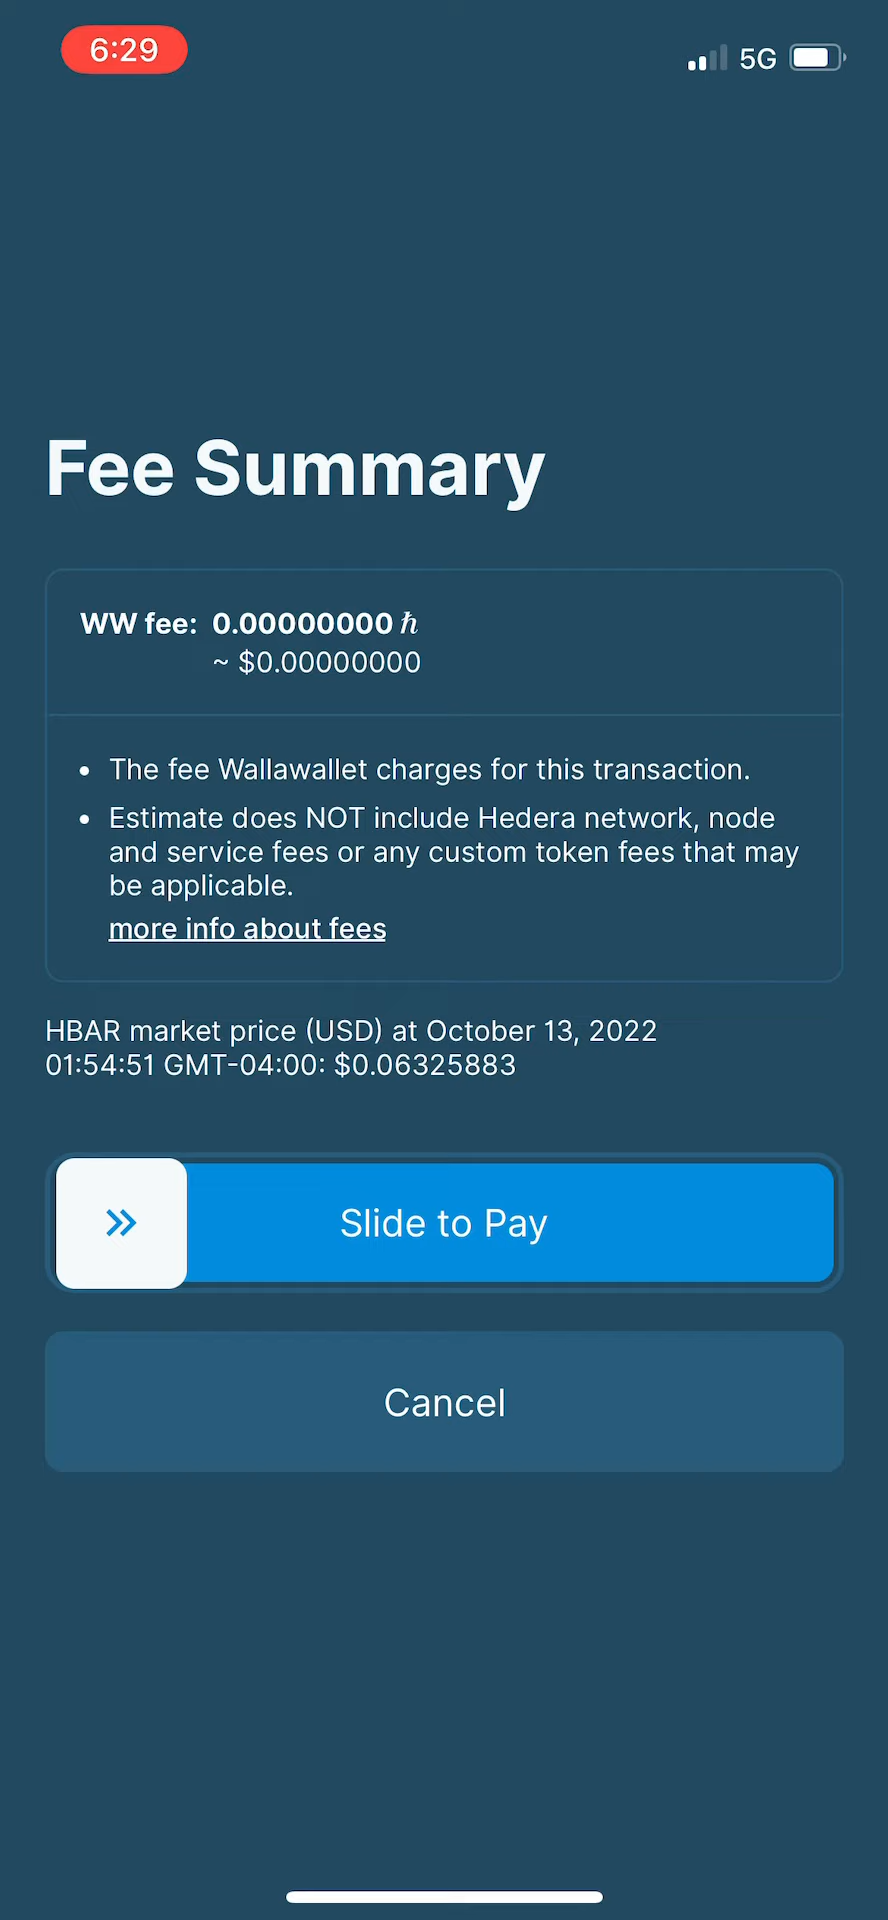 6:29
5G
Fee Summary
WW fee: 0.00000000 ℏ
~ $0.00000000
• The fee Wallawallet charges for this transaction.
• Estimate does NOT include Hedera network, node
and service fees or any custom token fees that may
be applicable.
more info about fees
HBAR market price (USD) at October 13, 2022
01:54:51 GMT-04:00: $0.06325883
Slide to Pay
Cancel